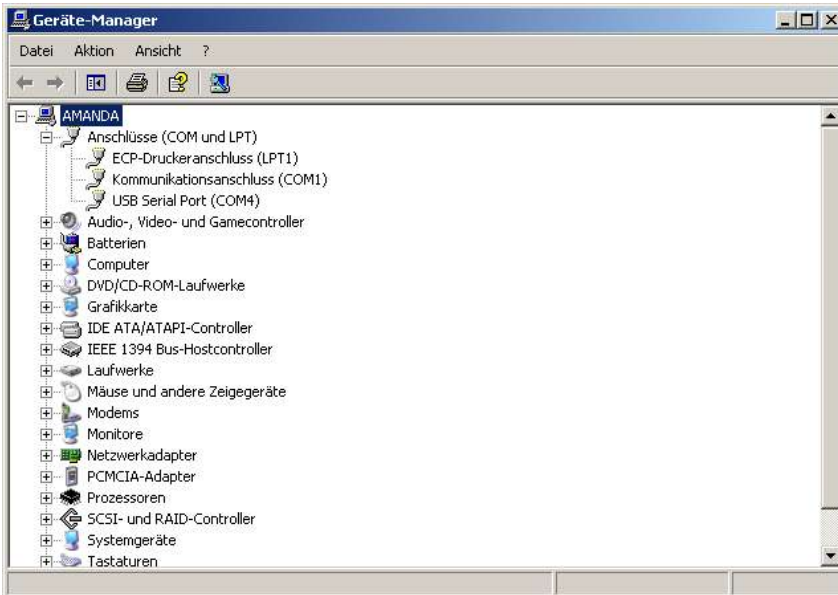 Geräte-Manager
Datei Aktion Ansicht ?
AMANDA
Anschlüsse (COM und LPT)
ECP-Druckeranschluss (LPT1)
Kommunikationsanschluss (COM1)
USB Serial Port (COM4)
Audio-, Video- und Gamecontroller
Batterien
Computer
DVD/CD-ROM-Laufwerke
Grafikkarte
IDE ATA/ATAPI-Controller
IEEE 1394 Bus-Hostcontroller
Laufwerke
Mäuse und andere Zeigegeräte
Modems
Monitore
Netzwerkadapter
PCMCIA-Adapter
Prozessoren
SCSI- und RAID-Controller
Systemgeräte
Tastaturen